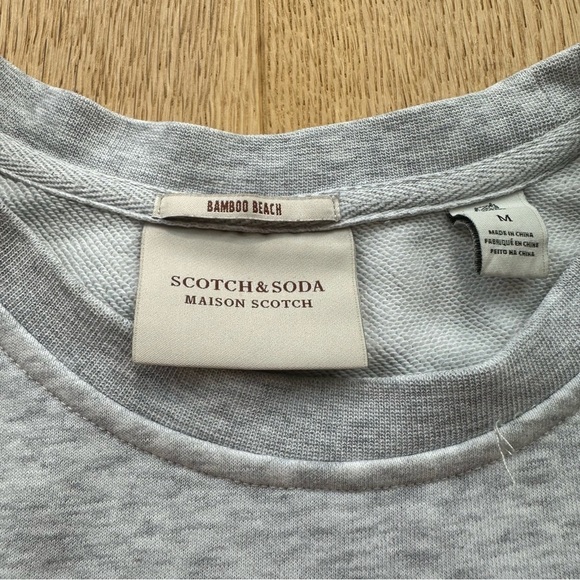 BAMBOO BEACH
SCOTCH & SODA
MAISON SCOTCH
M
MADE IN CHINA
FABRIQUÉ EN CHINE
FEITO NA CHINA